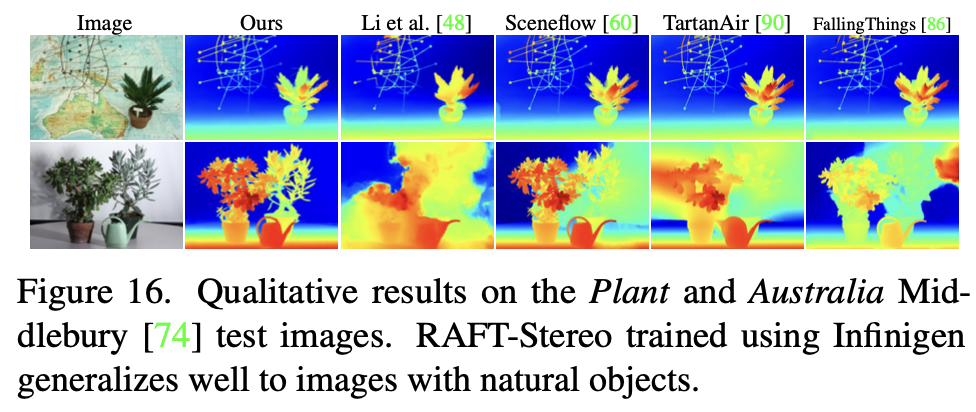 Image Ours Li et al. [48] Sceneflow [60] TartanAir [90] FallingThings [86]
Figure 16. Qualitative results on the Plant and Australia Mid-
dlebury [74] test images. RAFT-Stereo trained using Infinigen
generalizes well to images with natural objects.